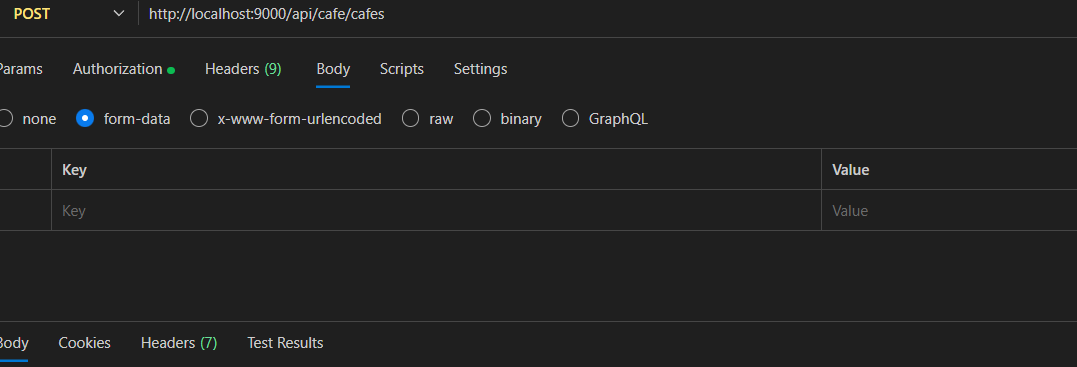 POST http://localhost:9000/api/cafe/cafes
Params Authorization Headers (9) Body Scripts Settings
none form-data x-www-form-urlencoded raw binary GraphQL
Key Value
Key Value
Body Cookies Headers (7) Test Results